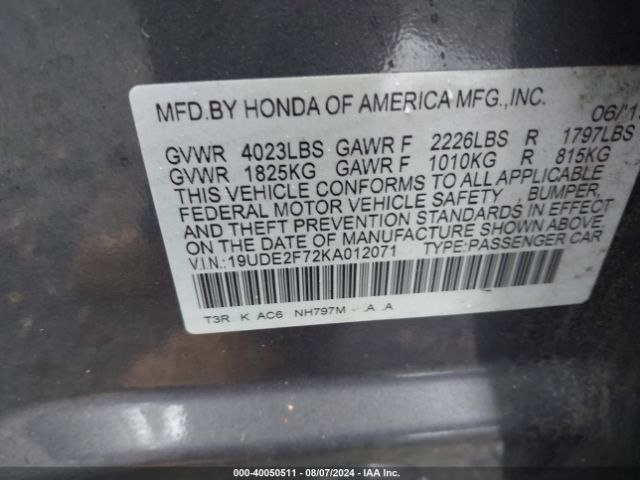 MFD.BY HONDA OF AMERICA MFG.,INC. 06/
GVWR 4023LBS GAWR F 2226LBS R 1797LBS
GVWR 1825KG GAWR F 1010KG R 815KG
THIS VEHICLE CONFORMS TO ALL APPLICABLE
FEDERAL MOTOR VEHICLE SAFETY , BUMPER,
AND THEFT PREVENTION STANDARDS IN EFFECT
ON THE DATE OF MANUFACTURE SHOWN ABOVE.
V.I.N.: 19UDE2F72KA012071 TYPE:PASSENGER CAR
T3R K AC6 NH797M - .A .A
000-40050511 - 08/07/2024 - IAA Inc.